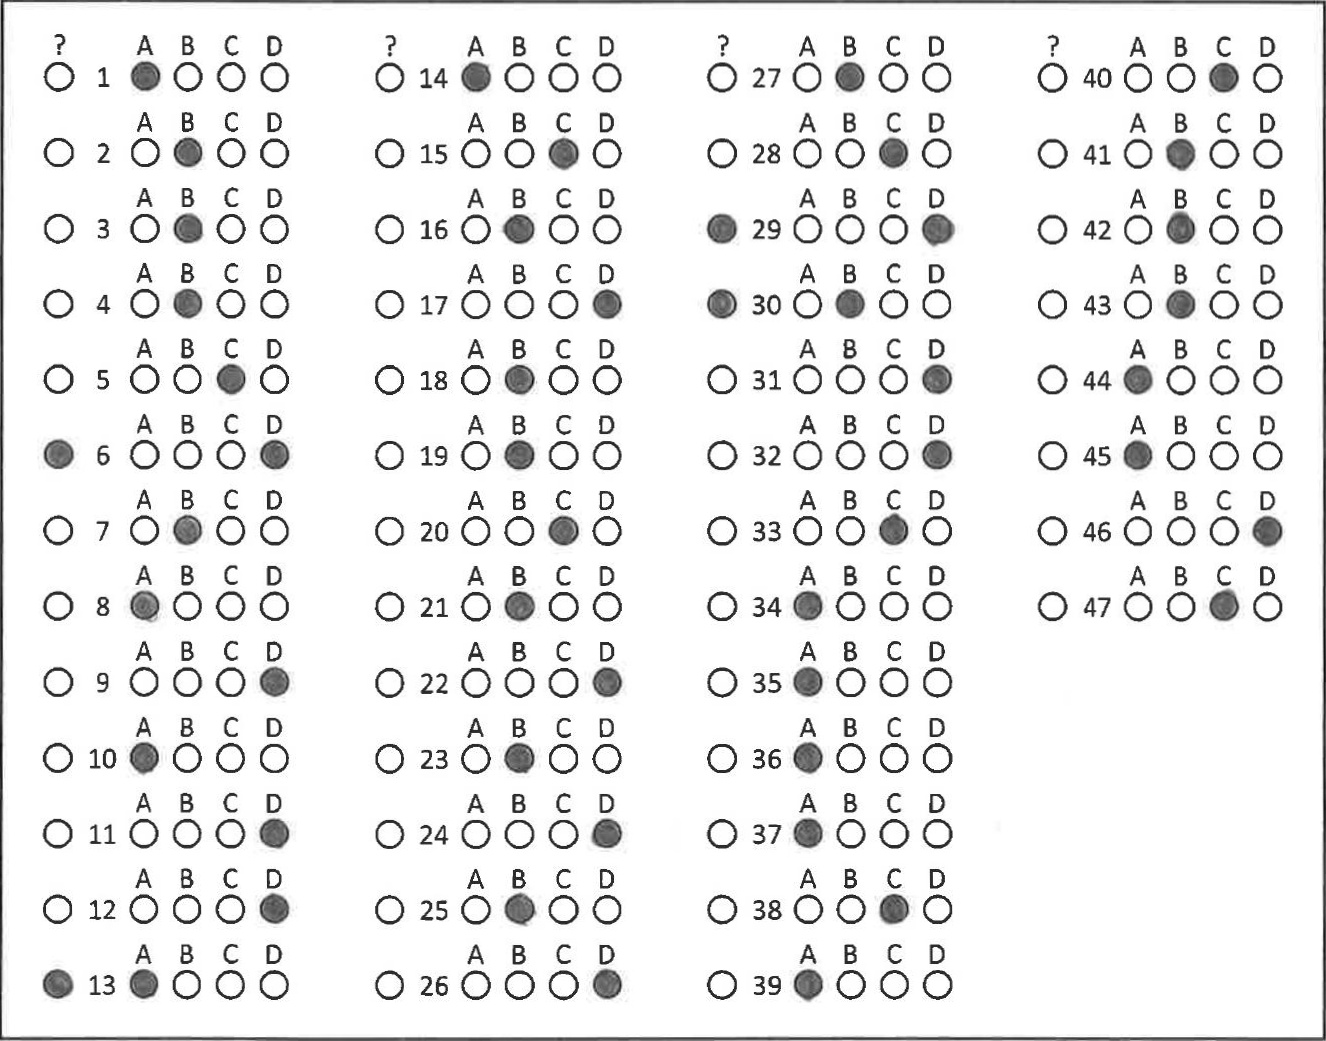 ? A B C D
1
A B C D
2
A B C D
3
A B C D
4
A B C D
5
A B C D
6
A B C D
7
A B C D
8
A B C D
9
A B C D
10
A B C D
11
A B C D
12
A B C D
13
? A B C D
14
A B C D
15
A B C D
16
A B C D
17
A B C D
18
A B C D
19
A B C D
20
A B C D
21
A B C D
22
A B C D
23
A B C D
24
A B C D
25
A B C D
26
? A B C D
27
A B C D
28
A B C D
29
A B C D
30
A B C D
31
A B C D
32
A B C D
33
A B C D
34
A B C D
35
A B C D
36
A B C D
37
A B C D
38
A B C D
39
? A B C D
40
A B C D
41
A B C D
42
A B C D
43
A B C D
44
A B C D
45
A B C D
46
A B C D
47